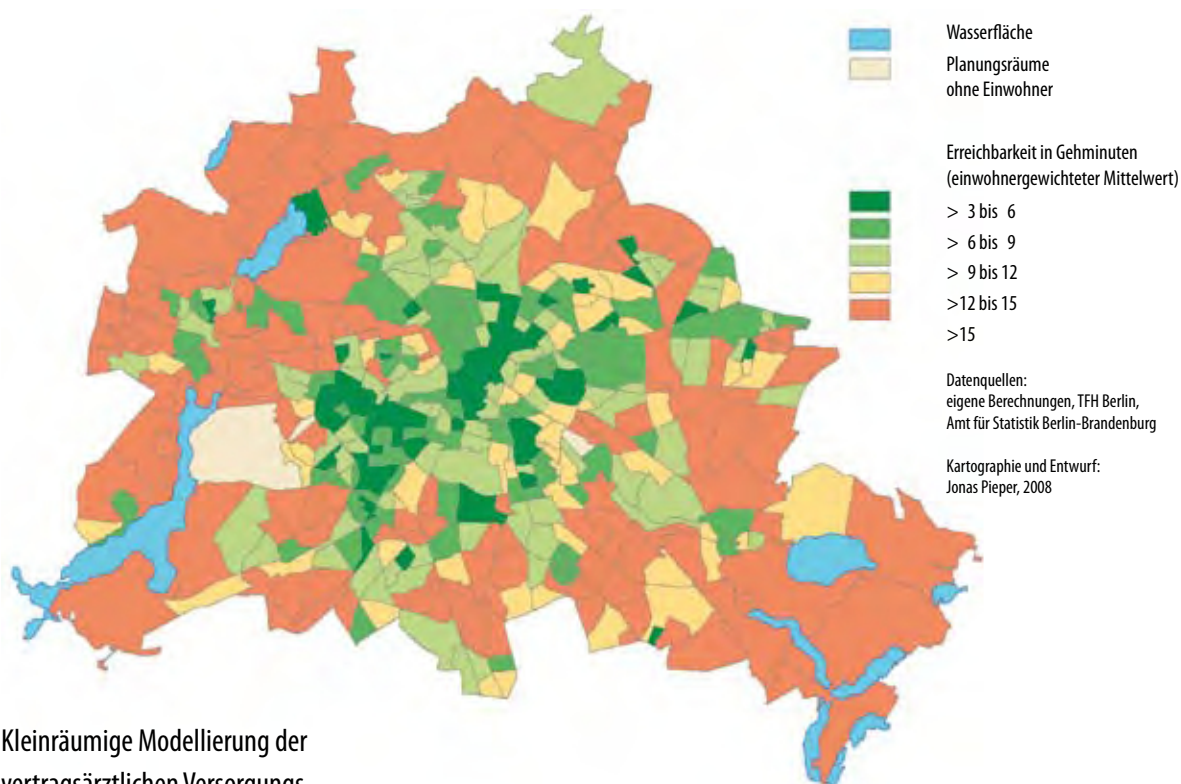 Wasserfläche
Planungsräume
ohne Einwohner
Erreichbarkeit in Gehminuten
(einwohnergewichteter Mittelwert)
> 3 bis 6
> 6 bis 9
> 9 bis 12
>12 bis 15
>15
Datenquellen:
eigene Berechnungen, TFH Berlin,
Amt für Statistik Berlin-Brandenburg
Kartographie und Entwurf:
Jonas Pieper, 2008
Kleinräumige Modellierung der
vertragsärztlichen Versorgungs-